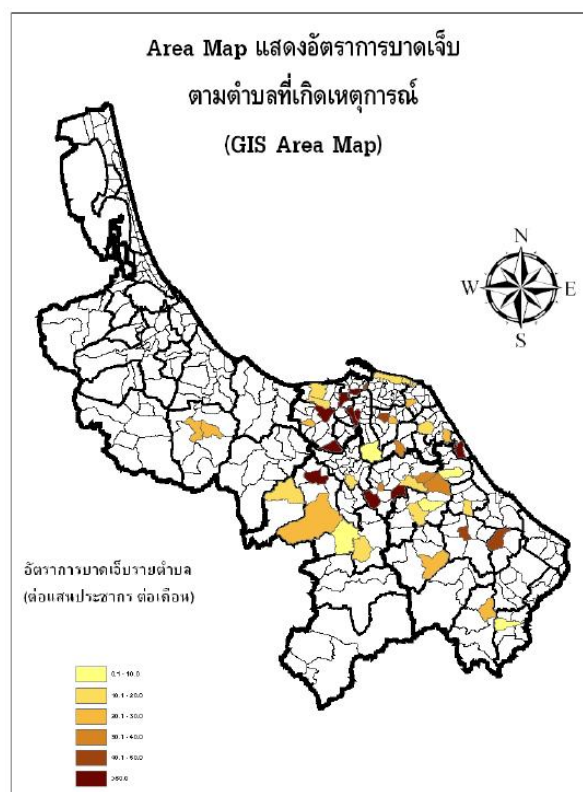 Area Map แสดงอัตราการบาดเจ็บ
ตามตำบลที่เกิดเหตุการณ์
(GIS Area Map)
N
W
E
S
อัตราการบาดเจ็บรายตำบล
(ต่อแสนประชากร ต่อเดือน)
0.1 - 10.0
10.1 - 20.0
20.1 - 30.0
30.1 - 40.0
40.1 - 50.0
>50.0